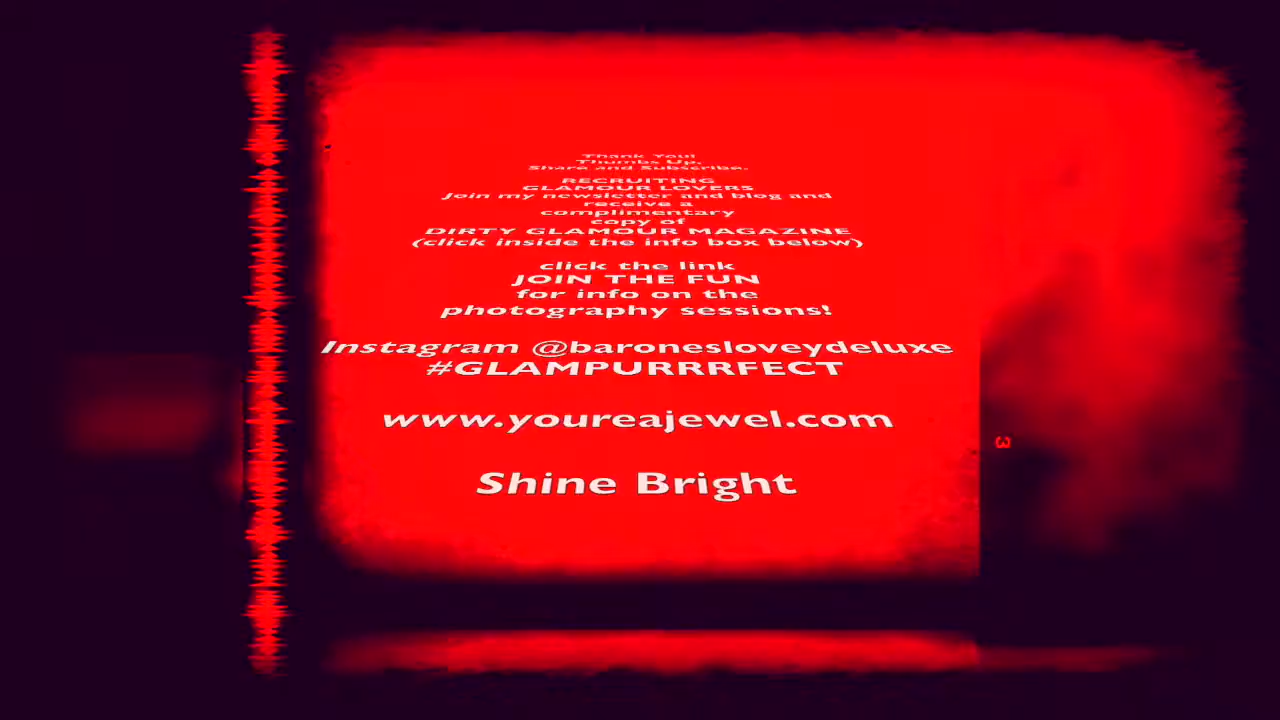 Thank You!
Thumbs Up,
Share and Subscribe.
RECRUITING
GLAMOUR LOVERS
Join my newsletter and blog and
receive a
complimentary
copy of
DIRTY GLAMOUR MAGAZINE
(click inside the info box below)
click the link
JOIN THE FUN
for info on the
photography sessions!
Instagram @baronesloveydeluxe
#GLAMPURRRFECT
www.youreajewel.com
Shine Bright
3